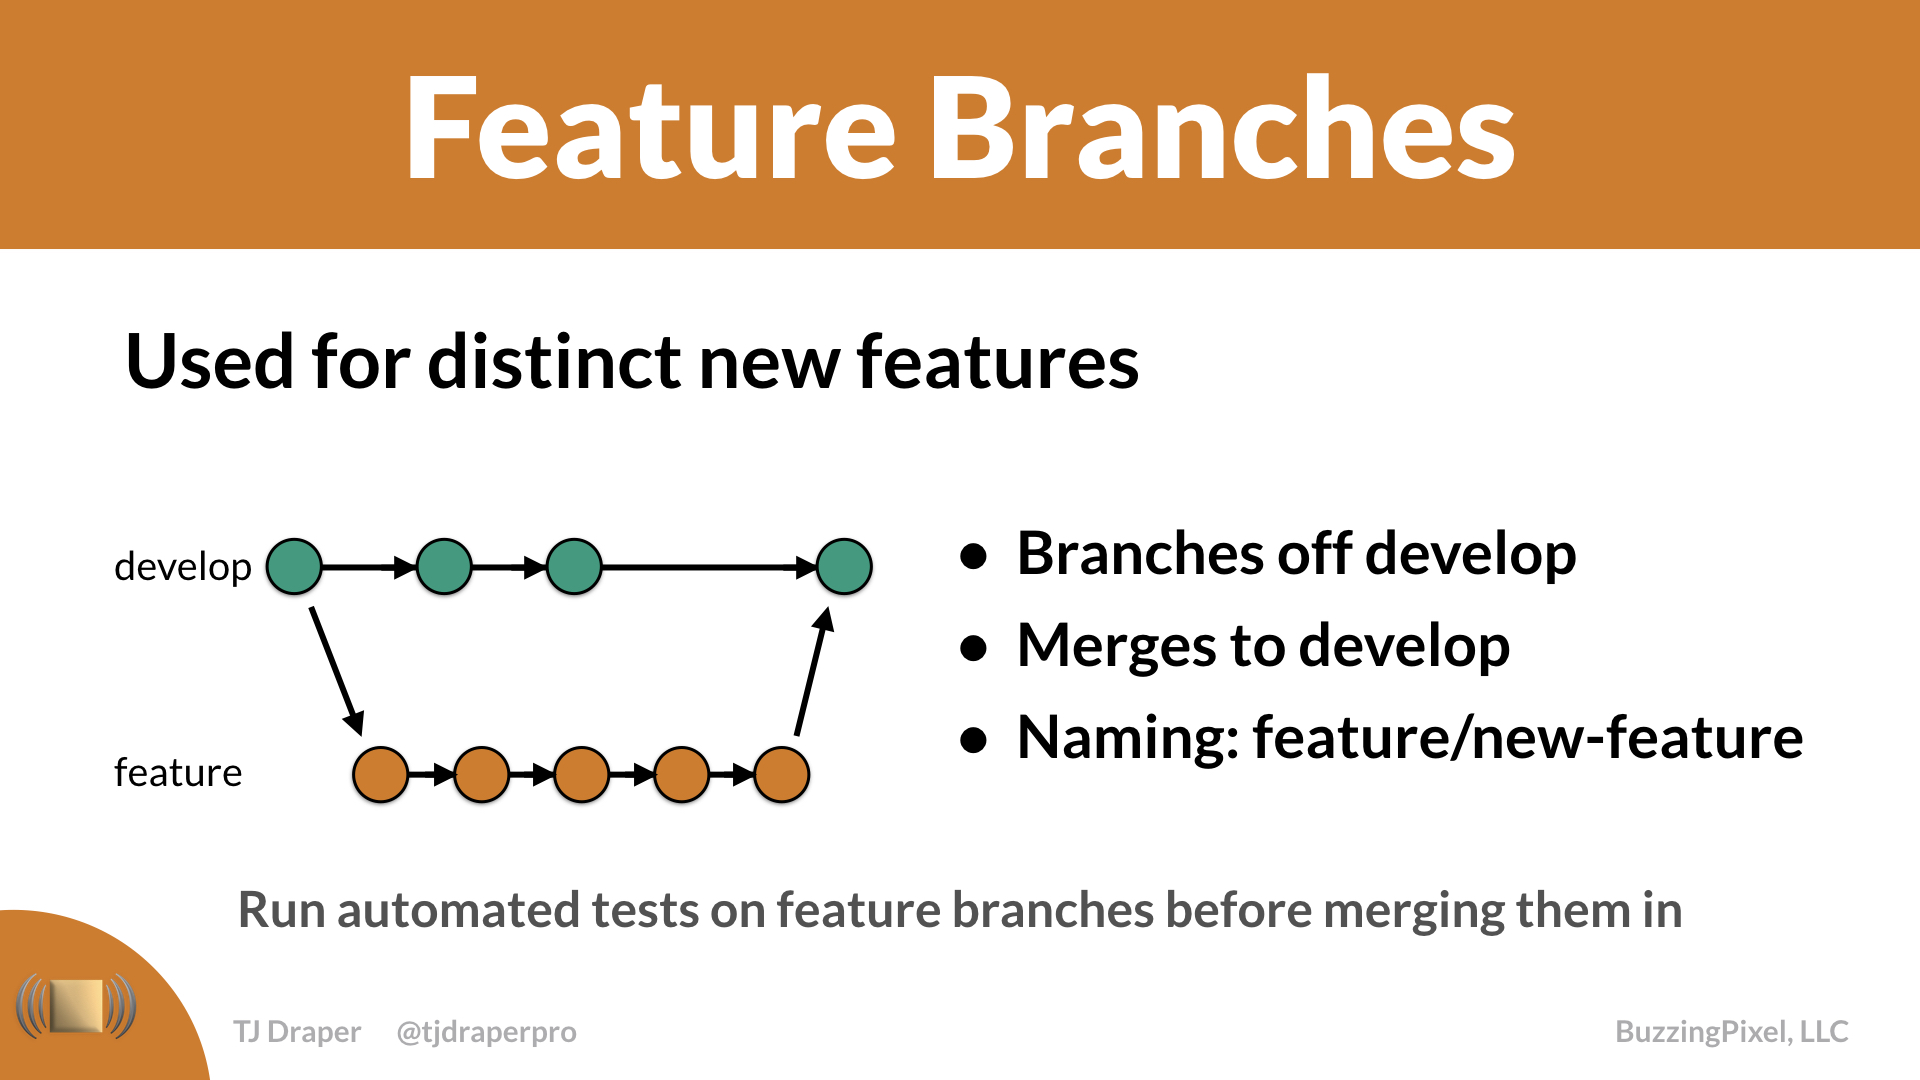 Feature Branches
Used for distinct new features
develop
feature
● Branches off develop
● Merges to develop
● Naming: feature/new-feature
Run automated tests on feature branches before merging them in
TJ Draper @tjdraperpro
BuzzingPixel, LLC